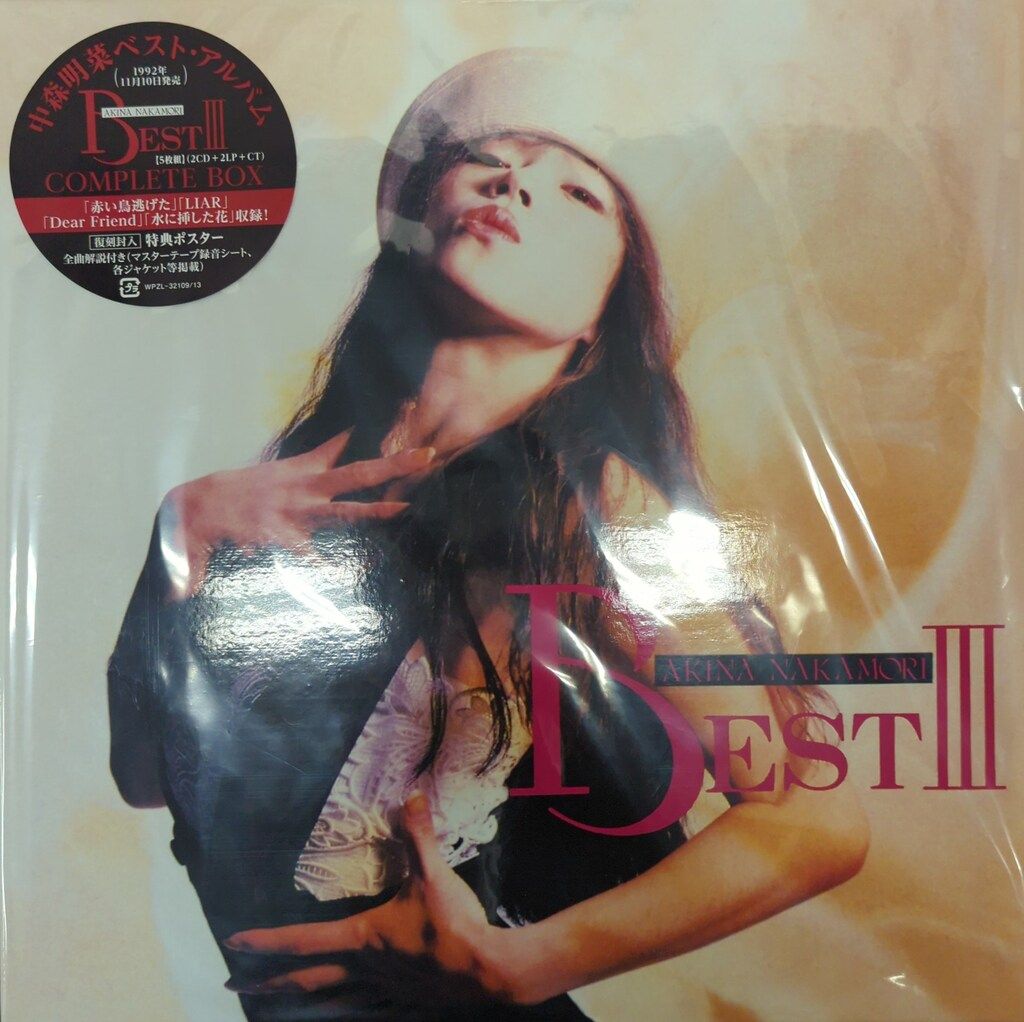 中森明菜ベスト・アルバム
(1992年
11月10日発売)
AKINA NAKAMORI
BEST III
【5枚組】(2CD+2LP+CT)
COMPLETE BOX
「赤い鳥逃げた」「LIAR」
「Dear Friend」「水に挿した花」収録!
復刻封入 特典ポスター
全曲解説付き(マスターテープ録音シート、
各ジャケット等掲載)
プラ WPZL-32109/13
AKINA NAKAMORI
BEST III